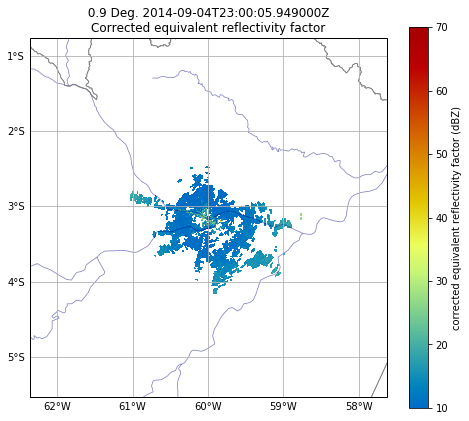 0.9 Deg. 2014-09-04T23:00:05.949000Z
Corrected equivalent reflectivity factor
1°S
2°S
3°S
4°S
5°S
62°W
61°W
60°W
59°W
58°W
70
60
50
40
30
20
10
corrected equivalent reflectivity factor (dBZ)